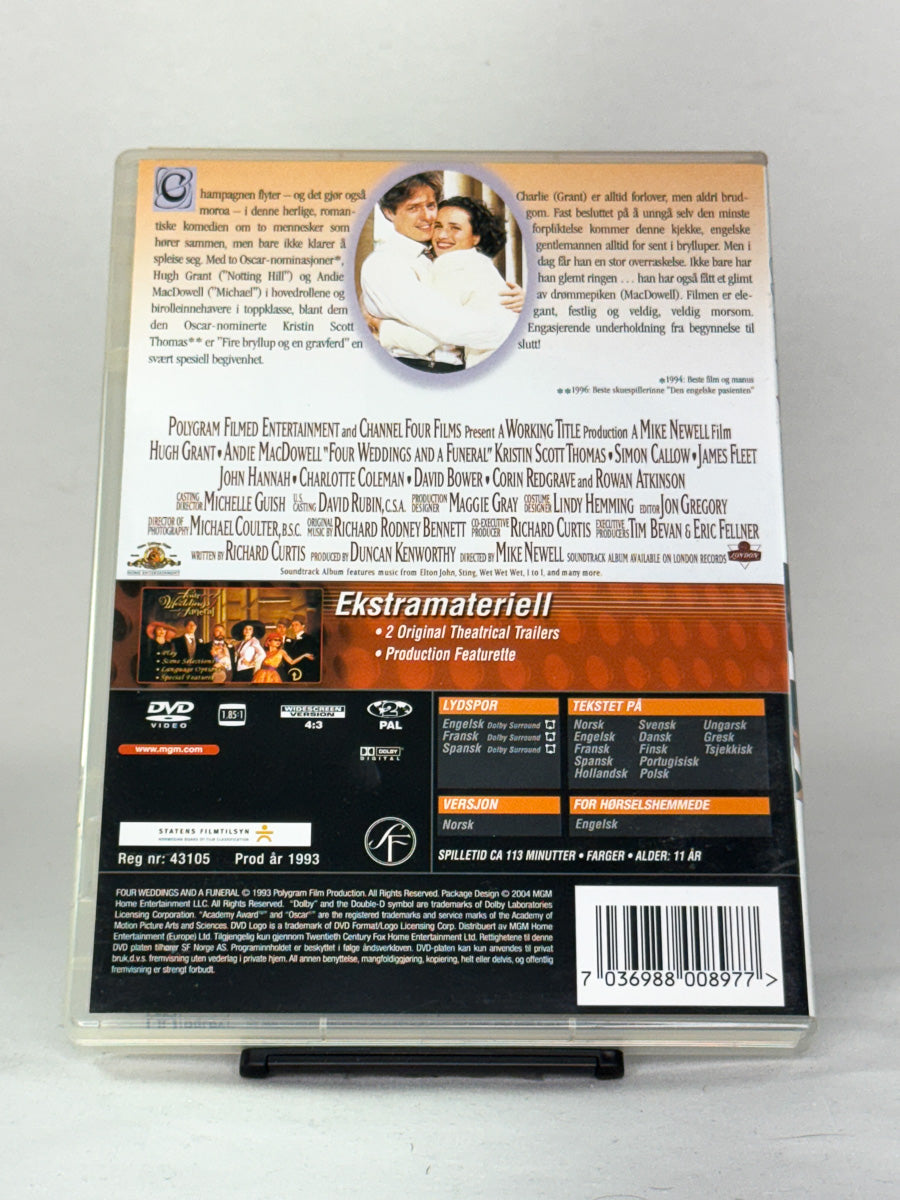 C
hampagnen flyter – og det gjør også
moroa – i denne herlige, roman-
tiske komedien om to mennesker som
hører sammen, men bare ikke klarer å
spleise seg. Med to Oscar-nominasjoner*,
Hugh Grant ("Notting Hill") og Andie
MacDowell ("Michael") i hovedrollene og
birolleinnehavere i toppklasse, blant dem
den Oscar-nominerte Kristin Scott
Thomas** er "Fire bryllup og en gravferd" en
svært spesiell begivenhet.
Charlie (Grant) er alltid forlover, men aldri brud-
gom. Fast besluttet på å unngå selv den minste
forpliktelse kommer denne kjekke, engelske
gentlemannen alltid for sent i brylluper. Men i
dag får han en stor overraskelse. Ikke bare har
han glemt ringen . . . han har også fått et glimt
av drømmepiken (MacDowell). Filmen er ele-
gant, festlig og veldig, veldig morsom.
Engasjerende underholdning fra begynnelse til
slutt!
*1994: Beste film og manus
**1996: Beste skuespillerinne "Den engelske pasienten"
POLYGRAM FILMED ENTERTAINMENT and CHANNEL FOUR FILMS Present A WORKING TITLE Production A MIKE NEWELL Film
HUGH GRANT • ANDIE MACDOWELL "FOUR WEDDINGS AND A FUNERAL" KRISTIN SCOTT THOMAS • SIMON CALLOW • JAMES FLEET
JOHN HANNAH • CHARLOTTE COLEMAN • DAVID BOWER • CORIN REDGRAVE and ROWAN ATKINSON
CASTING DIRECTOR MICHELLE GUISH U.S. CASTING DAVID RUBIN, C.S.A. PRODUCTION DESIGNER MAGGIE GRAY COSTUME DESIGNER LINDY HEMMING EDITOR JON GREGORY
DIRECTOR OF PHOTOGRAPHY MICHAEL COULTER, B.S.C. ORIGINAL MUSIC BY RICHARD RODNEY BENNETT CO-EXECUTIVE PRODUCER RICHARD CURTIS EXECUTIVE PRODUCERS TIM BEVAN & ERIC FELLNER
WRITTEN BY RICHARD CURTIS PRODUCED BY DUNCAN KENWORTHY DIRECTED BY MIKE NEWELL SOUNDTRACK ALBUM AVAILABLE ON LONDON RECORDS LONDON
HOME ENTERTAINMENT
Soundtrack Album features music from Elton John, Sting, Wet Wet Wet, 1 to 1, and many more.
Four Weddings Funeral
• Play
• Scene Selections
• Language Options
• Special Features
Ekstramateriell
• 2 Original Theatrical Trailers
• Production Featurette
DVD VIDEO
1.85:1
WIDESCREEN VERSION 4:3
2 PAL
www.mgm.com
DOLBY DIGITAL
LYDSPOR
Engelsk Dolby Surround
Fransk Dolby Surround
Spansk Dolby Surround
TEKSTET PÅ
Norsk Svensk Ungarsk
Engelsk Dansk Gresk
Fransk Finsk Tsjekkisk
Spansk Portugisisk
Hollandsk Polsk
VERSJON
Norsk
FOR HØRSELSHEMMEDE
Engelsk
STATENS FILMTILSYN
NORWEGIAN BOARD OF FILM CLASSIFICATION
Reg nr: 43105 Prod år 1993
SF
SPILLETID CA 113 MINUTTER • FARGER • ALDER: 11 ÅR
FOUR WEDDINGS AND A FUNERAL © 1993 Polygram Film Production. All Rights Reserved. Package Design © 2004 MGM
Home Entertainment LLC. All Rights Reserved. "Dolby" and the Double-D symbol are trademarks of Dolby Laboratories
Licensing Corporation. "Academy Award®" and "Oscar®" are the registered trademarks and service marks of the Academy of
Motion Picture Arts and Sciences. DVD Logo is a trademark of DVD Format/Logo Licensing Corp. Distribuert av MGM Home
Entertainment (Europe) Ltd. Tilgjengelig kun gjennom Twentieth Century Fox Home Entertainment Ltd. Rettighetene til denne
DVD platen tilhører SF Norge AS. Programinnholdet er beskyttet i følge åndsverkloven. DVD-platen kan kun anvendes til privat
bruk,d.v.s. fremvisning uten vederlag i private hjem. All annen benyttelse, mangfoldiggjøring, kopiering, helt eller delvis, og offentlig
fremvisning er strengt forbudt.
7 036988 008977 >